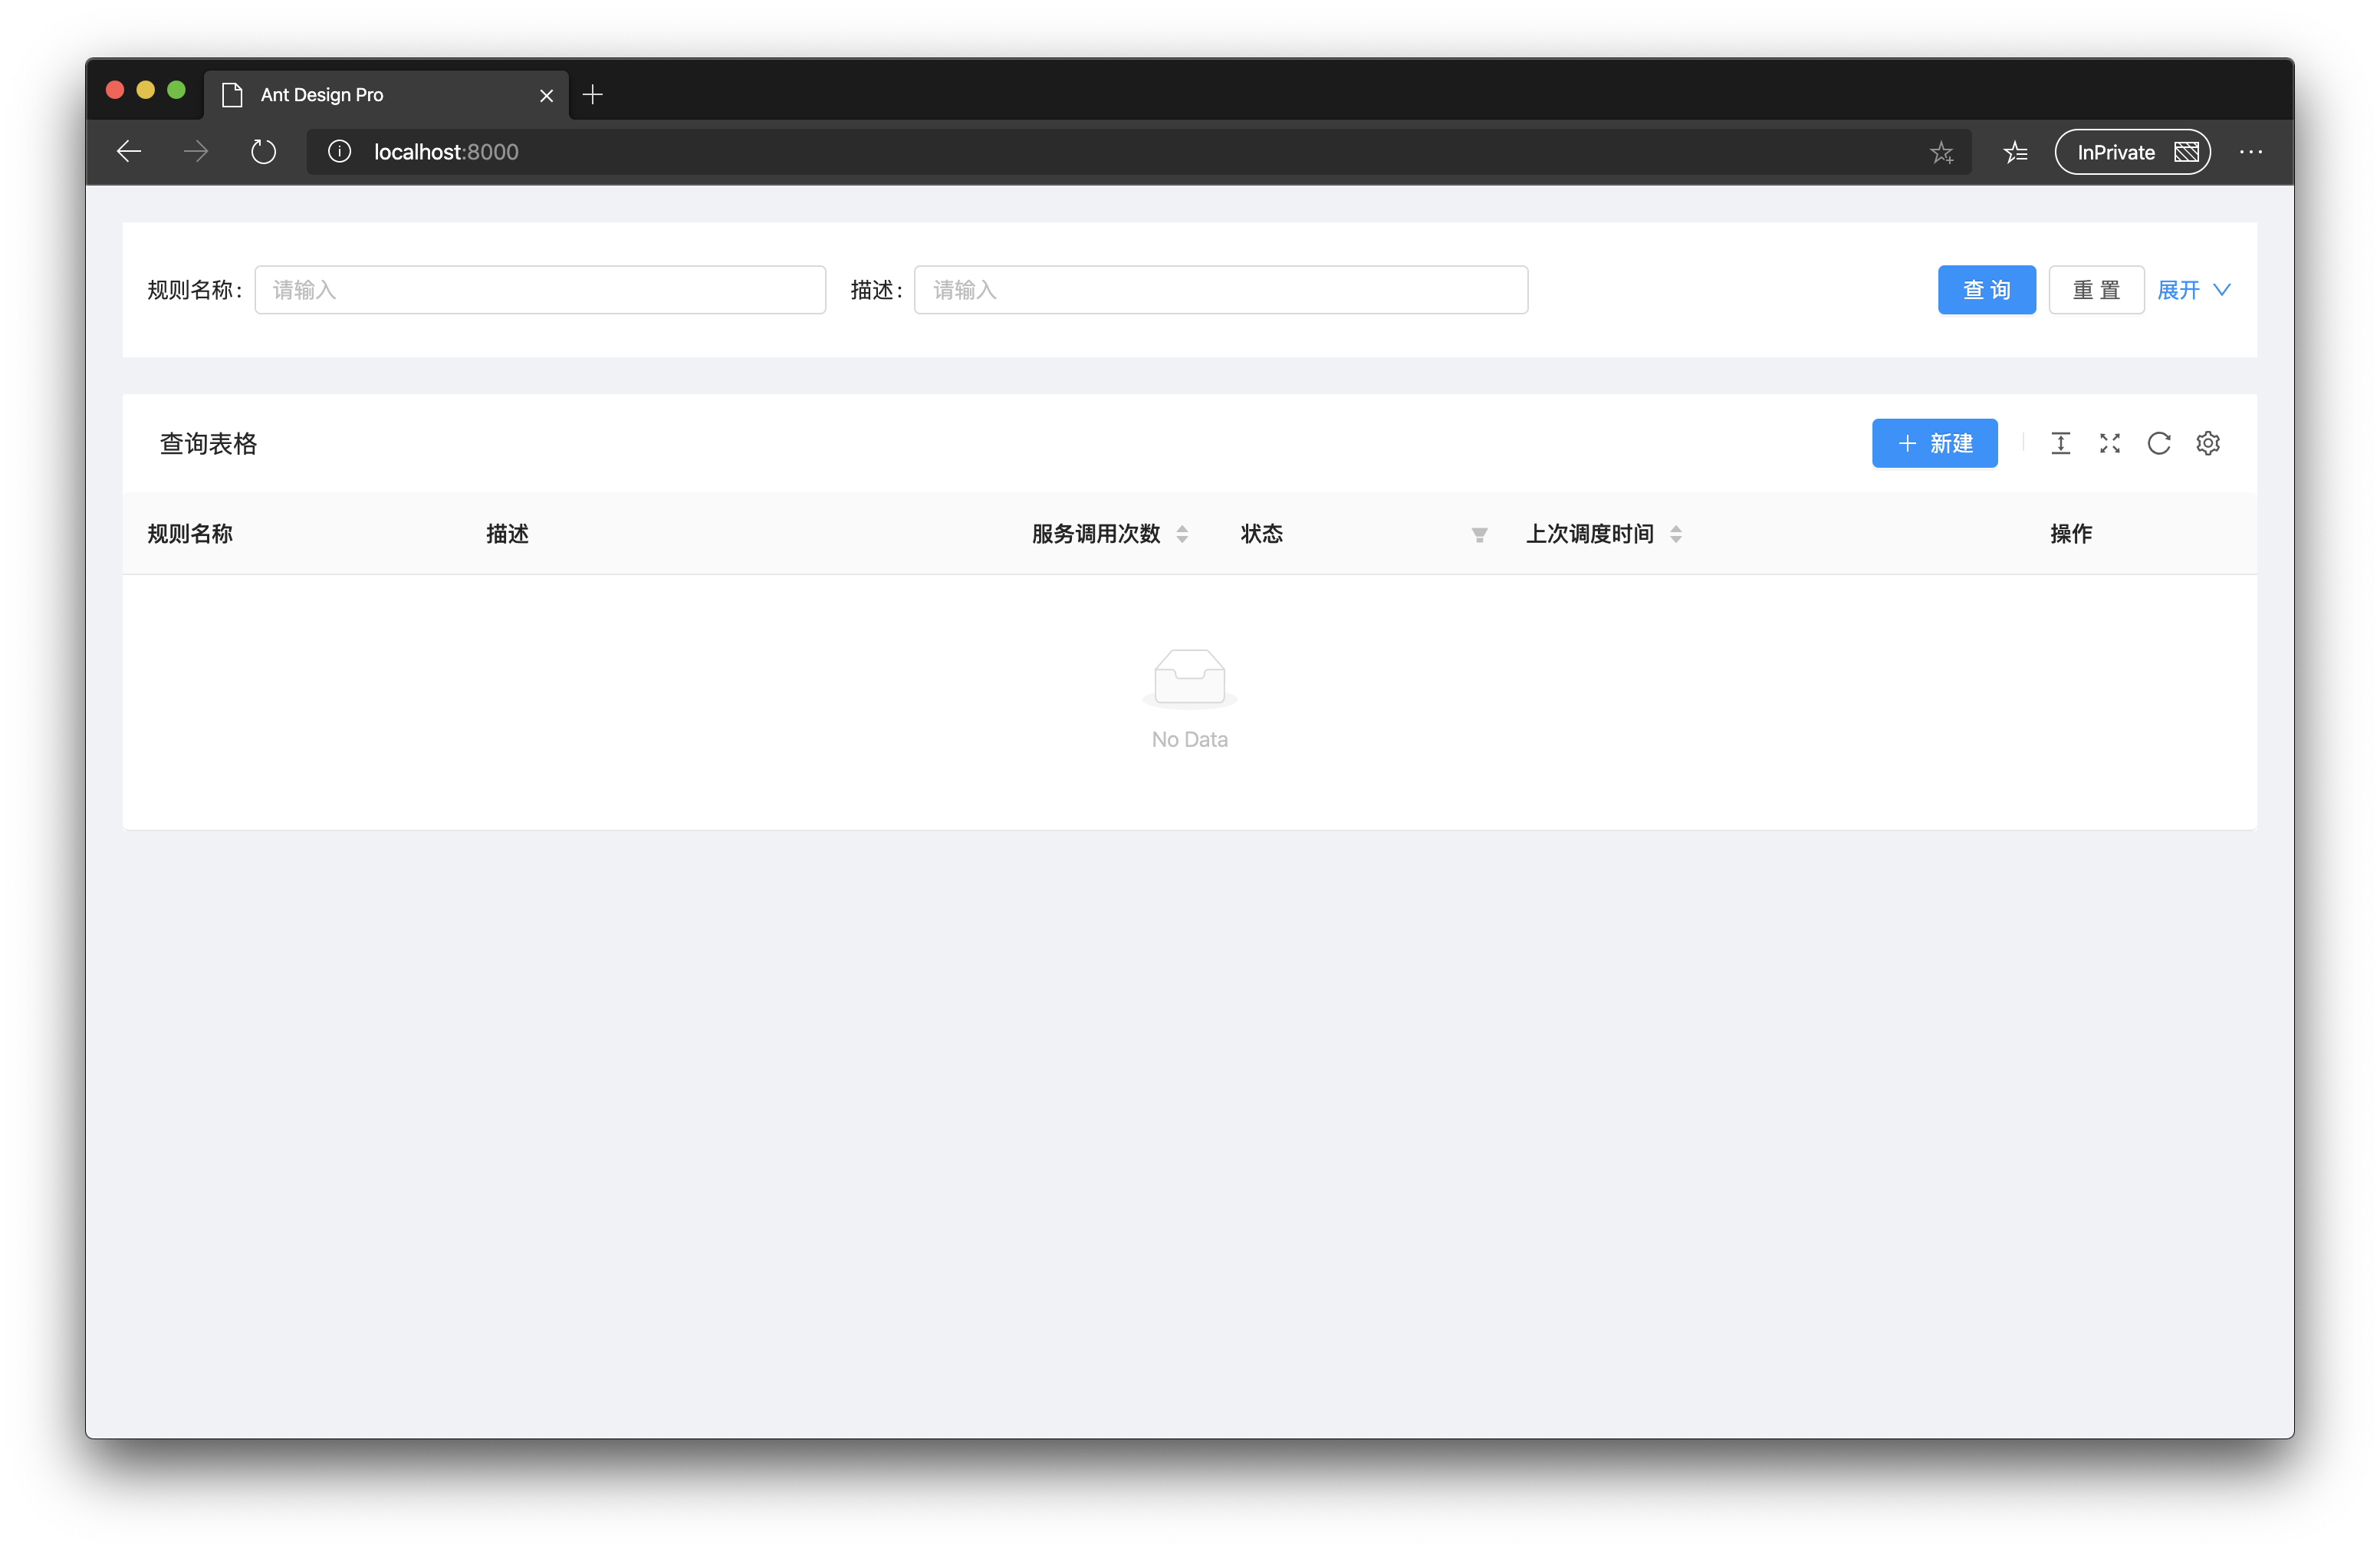 Ant Design Pro
localhost:8000
InPrivate
规则名称: 请输入 描述: 请输入 查 询 重 置 展开
查询表格 新建
规则名称 描述 服务调用次数 状态 上次调度时间 操作
No Data